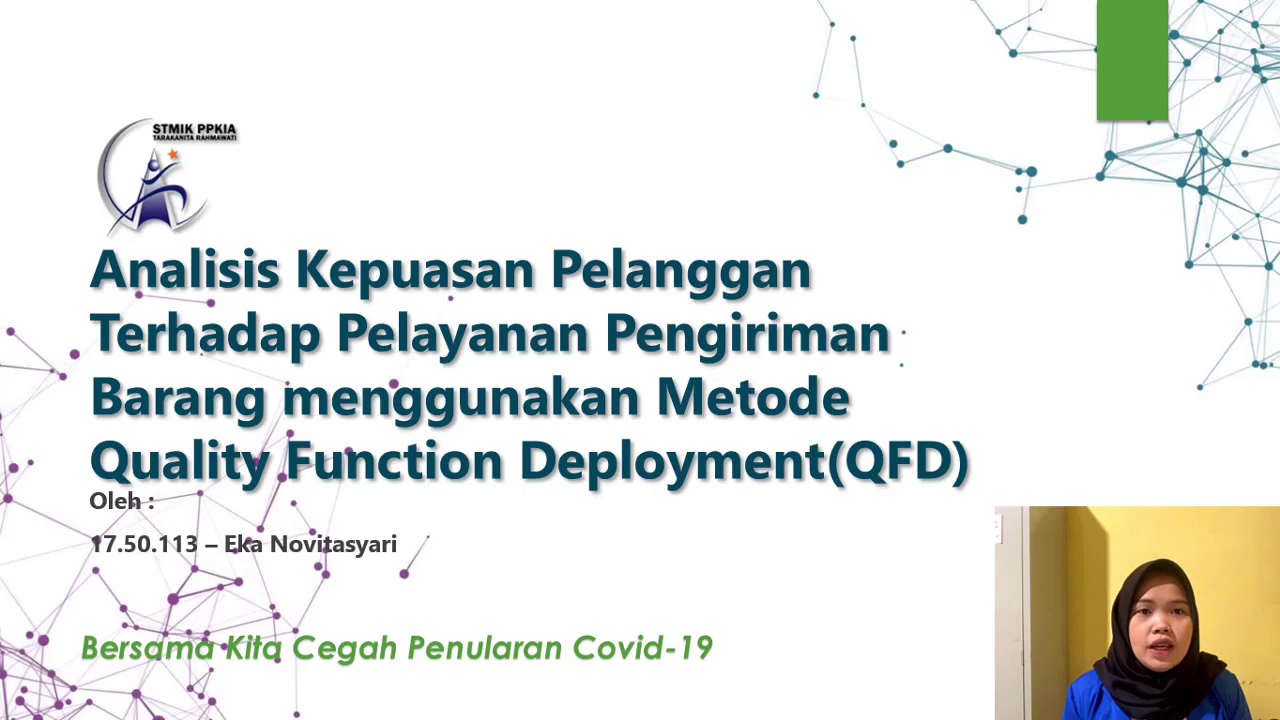 STMIK PPKIA
TARAKANITA RAHMAWATI
Analisis Kepuasan Pelanggan
Terhadap Pelayanan Pengiriman
Barang menggunakan Metode
Quality Function Deployment(QFD)
Oleh :
17.50.113 – Eka Novitasyari
Bersama Kita Cegah Penularan Covid-19